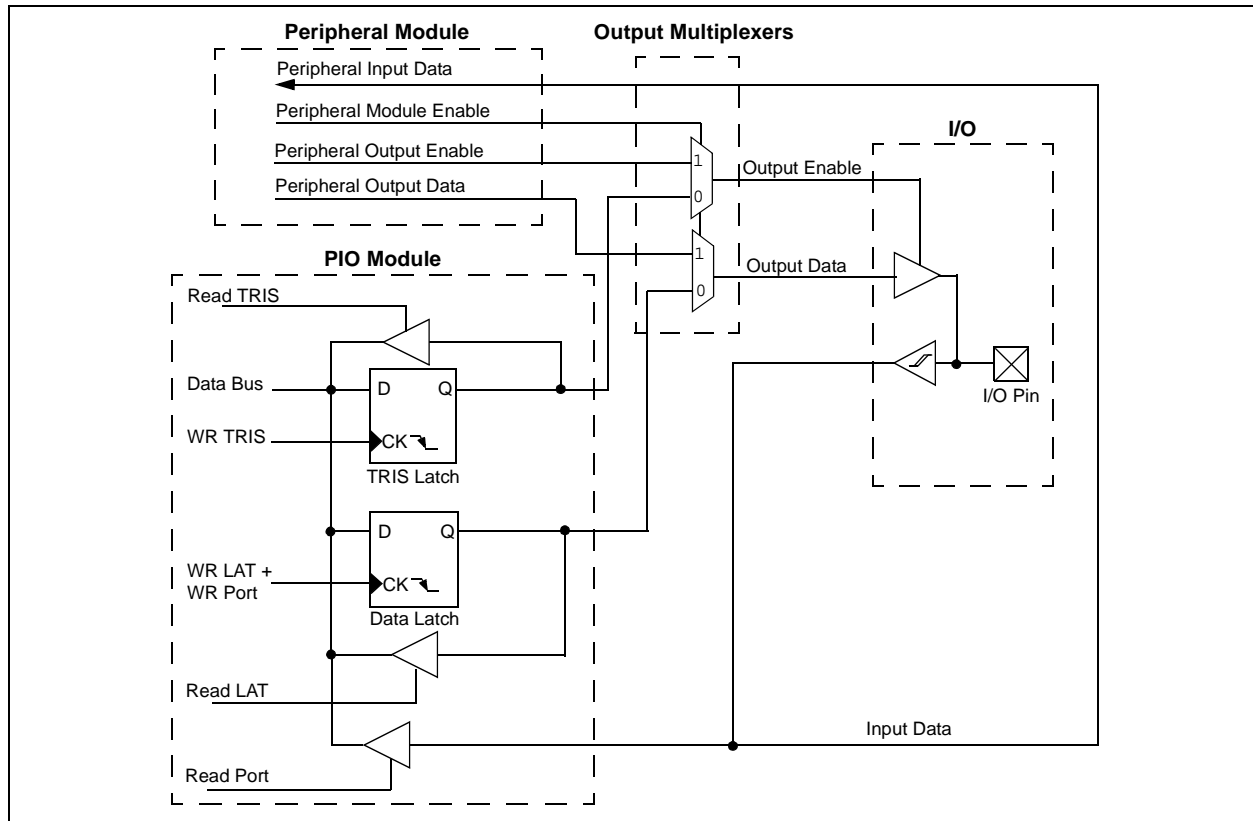 Peripheral Module
Output Multiplexers
Peripheral Input Data
Peripheral Module Enable
Peripheral Output Enable
Peripheral Output Data
1
0
1
0
Output Enable
Output Data
I/O
I/O Pin
PIO Module
Read TRIS
Data Bus
D
Q
WR TRIS
CK
TRIS Latch
D
Q
WR LAT +
WR Port
CK
Data Latch
Read LAT
Input Data
Read Port